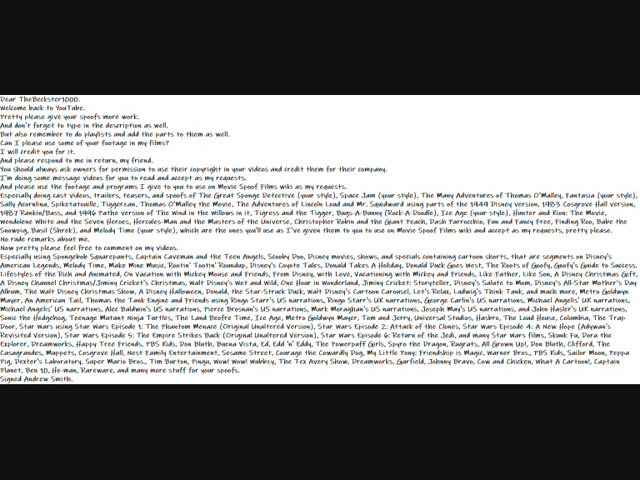 Dear TheBeckster1000.
Welcome back to YouTube.
Pretty please give your spoofs more work.
And don't forget to type in the description as well.
But also remember to do playlists and add the parts to them as well.
Can I please use some of your footage in my films?
I will credit you for it.
And please respond to me in return, my friend.
You should always ask owners for permission to use their copyright in your videos and credit them for their company.
I'm doing some message videos for you to read and accept as my requests.
And please use the footage and programs I give to you to use on Movie Spoof Films wiki as my requests.
Especially doing cast videos, trailers, teasers, and spoofs of The Great Sponge Detective (your style), Space Jam (your style), The Many Adventures of Thomas O'Malley, Fantasia (your style),
Sally Acornluz, Spiketatouille, Tiggerzan, Thomas O'Malley the Movie, The Adventures of Lincoln Loud and Mr. Squidward using parts of the 1949 Disney version, 1983 Cosgrove Hall version,
1987 Rankin/Bass, and 1996 Pathe version of The Wind in the Willows in it, Tigress and the Tigger, Bugs-A-Bunny (Rock-A-Doodle), Ice Age (your style), Hunter and Kion: The Movie,
Wendolene White and the Seven Heroes, Hercules-Man and the Masters of the Universe, Christopher Robin and the Giant Peach, Dash Parrocchio, Fun and Fancy Free, Finding Roo, Bake the
Snowpig, Basil (Shrek), and Melody Time (your style), which are the ones you'll use as I've given them to you to use on Movie Spoof Films wiki and accept as my requests, pretty please.
No rude remarks about me.
Now pretty please feel free to comment on my videos.
Especially using Spongebob Squarepants, Captain Caveman and the Teen Angels, Scooby Doo, Disney movies, shows, and specials containing cartoon shorts, that are segments on Disney's
American Legends, Melody Time, Make Mine Music, Rootin' Tootin' Roundup, Disney's Coyote Tales, Donald Takes A Holiday, Donald Duck Goes West, The Roots of Goofy, Goofy's Guide to Success,
Lifestyles of the Rich and Animated, On Vacation with Mickey Mouse and Friends, From Disney, with Love, Vacationing with Mickey and Friends, Like Father, Like Son, A Disney Christmas Gift,
A Disney Channel Christmas/Jiminy Cricket's Christmas, Walt Disney's Wet and Wild, One Hour in Wonderland, Jiminy Cricket: Storyteller, Disney's Salute to Mom, Disney's All-Star Mother's Day
Album, The Walt Disney Christmas Show, A Disney Halloween, Donald, the Star-Struck Duck, Walt Disney's Cartoon Carousel, Let's Relax, Ludwig's Think Tank, and much more, Metro Goldwyn
Mayer, An American Tail, Thomas the Tank Engine and Friends using Ringo Starr's US narrations, Ringo Starr's UK narrations, George Carlin's US narrations, Michael Angelis' UK narrations,
Michael Angelis' US narrations, Alec Baldwin's US narrations, Pierce Brosnan's US narrations, Mark Moraghan's US narrations, Joseph May's US narrations, and John Hasler's UK narrations,
Sonic the Hedgehog, Teenage Mutant Ninja Turtles, The Land Beofre Time, Ice Age, Metro Goldwyn Mayer, Tom and Jerry, Universal Studios, Hasbro, The Loud House, Columbia, The Trap
Door, Star Wars using Star Wars Episode 1: The Phantom Menace (Original Unaltered Version), Star Wars Episode 2: Attack of the Clones, Star Wars Episode 4: A New Hope (Adywan's
Revisited Version), Star Wars Episode 5: The Empire Strikes Back (Original Unaltered Version), Star Wars Episode 6: Return of the Jedi, and many Star Wars films, Skunk Fu, Dora the
Explorer, Dreamworks, Happy Tree Friends, PBS Kids, Don Bluth, Buena Vista, Ed, Edd 'n' Eddy, The Powerpuff Girls, Spyro the Dragon, Rugrats, All Grown Up!, Don Bluth, Clifford, The
Casagrandes, Muppets, Cosgrove Hall, Nest Family Entertainment, Sesame Street, Courage the Cowardly Dog, My Little Pony: Friendship is Magic, Warner Bros., PBS Kids, Sailor Moon, Peppa
Pig, Dexter's Laboratory, Super Mario Bros., Tim Burton, Pingu, Wow! Wow! Wubbzy, The Tex Avery Show, Dreamworks, Garfield, Johnny Bravo, Cow and Chicken, What A Cartoon!, Captain
Planet, Ben 10, He-man, Rareware, and many more stuff for your spoofs.
Signed Andrew Smith.